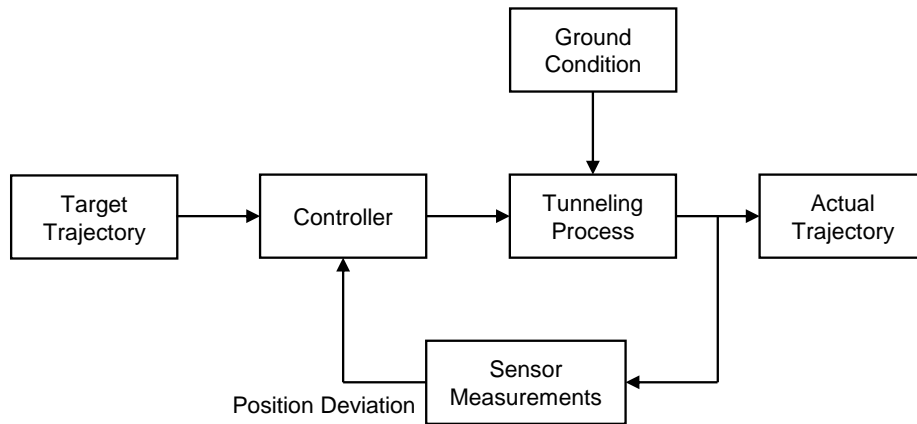 Ground
Condition
Target
Trajectory
Controller
Tunneling
Process
Actual
Trajectory
Sensor
Measurements
Position Deviation